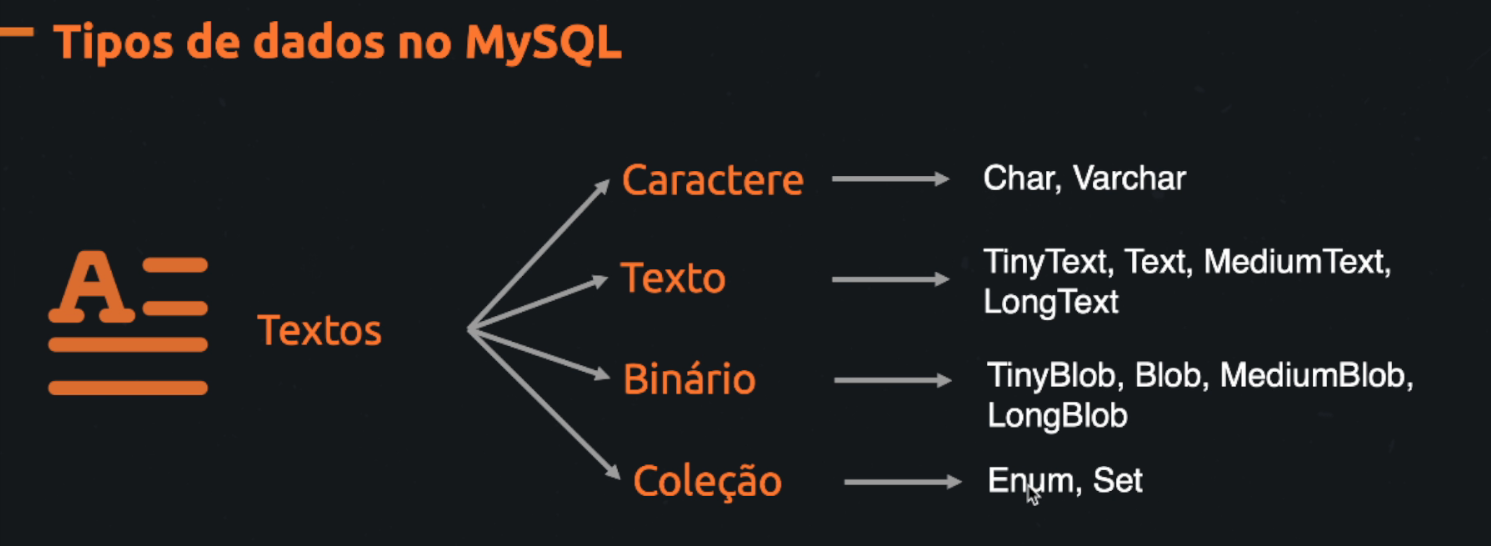 Tipos de dados no MySQL
Caractere
Char, Varchar
Texto
TinyText, Text, MediumText,
LongText
Textos
Binário
TinyBlob, Blob, MediumBlob,
LongBlob
Coleção
Enum, Set